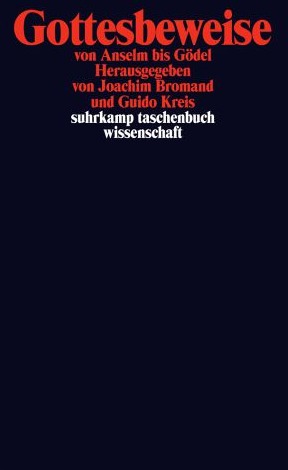 Gottesbeweise
von Anselm bis Gödel
Herausgegeben
von Joachim Bromand
und Guido Kreis
suhrkamp taschenbuch
wissenschaft